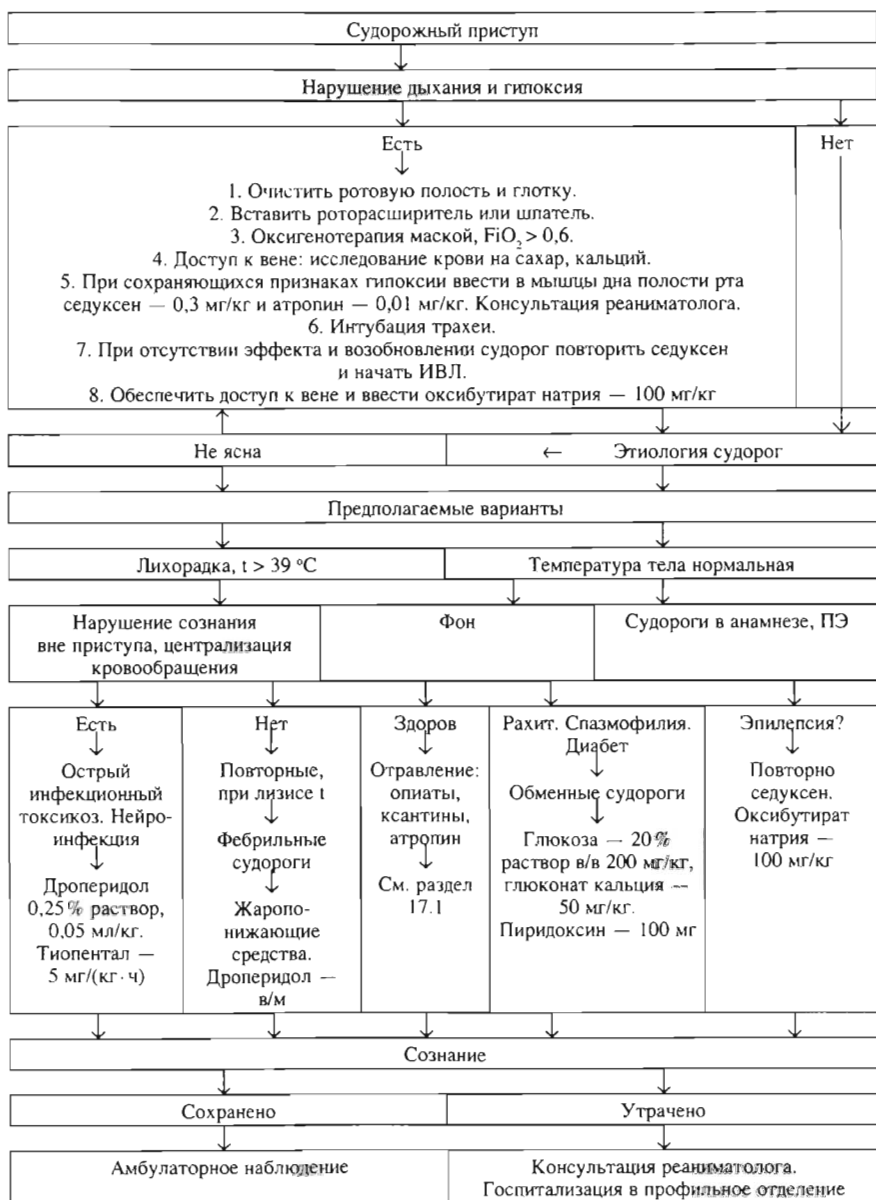 Судорожный приступ
Нарушение дыхания и гипоксия
Есть
Нет
1. Очистить ротовую полость и глотку.
2. Вставить роторасширитель или шпатель.
3. Оксигенотерапия маской, FiO₂ > 0,6.
4. Доступ к вене: исследование крови на сахар, кальций.
5. При сохраняющихся признаках гипоксии ввести в мышцы дна полости рта
седуксен — 0,3 мг/кг и атропин — 0,01 мг/кг. Консультация реаниматолога.
6. Интубация трахеи.
7. При отсутствии эффекта и возобновлении судорог повторить седуксен
и начать ИВЛ.
8. Обеспечить доступ к вене и ввести оксибутират натрия — 100 мг/кг
Не ясна
← Этиология судорог
Предполагаемые варианты
Лихорадка, t > 39 °C
Температура тела нормальная
Нарушение сознания
вне приступа, централизация
кровообращения
Фон
Судороги в анамнезе, ПЭ
Есть
Острый
инфекционный
токсикоз. Нейро-
инфекция
Дроперидол
0,25% раствор,
0,05 мл/кг.
Тиопентал —
5 мг/(кг · ч)
Нет
Повторные,
при лизисе t
Фебрильные
судороги
Жаропо-
нижающие
средства.
Дроперидол —
в/м
Здоров
Отравление:
опиаты,
ксантины,
атропин
См. раздел
17.1
Рахит. Спазмофилия.
Диабет
Обменные судороги
Глюкоза — 20%
раствор в/в 200 мг/кг,
глюконат кальция —
50 мг/кг.
Пиридоксин — 100 мг
Эпилепсия?
Повторно
седуксен.
Оксибутират
натрия —
100 мг/кг
Сознание
Сохранено
Утрачено
Амбулаторное наблюдение
Консультация реаниматолога.
Госпитализация в профильное отделение